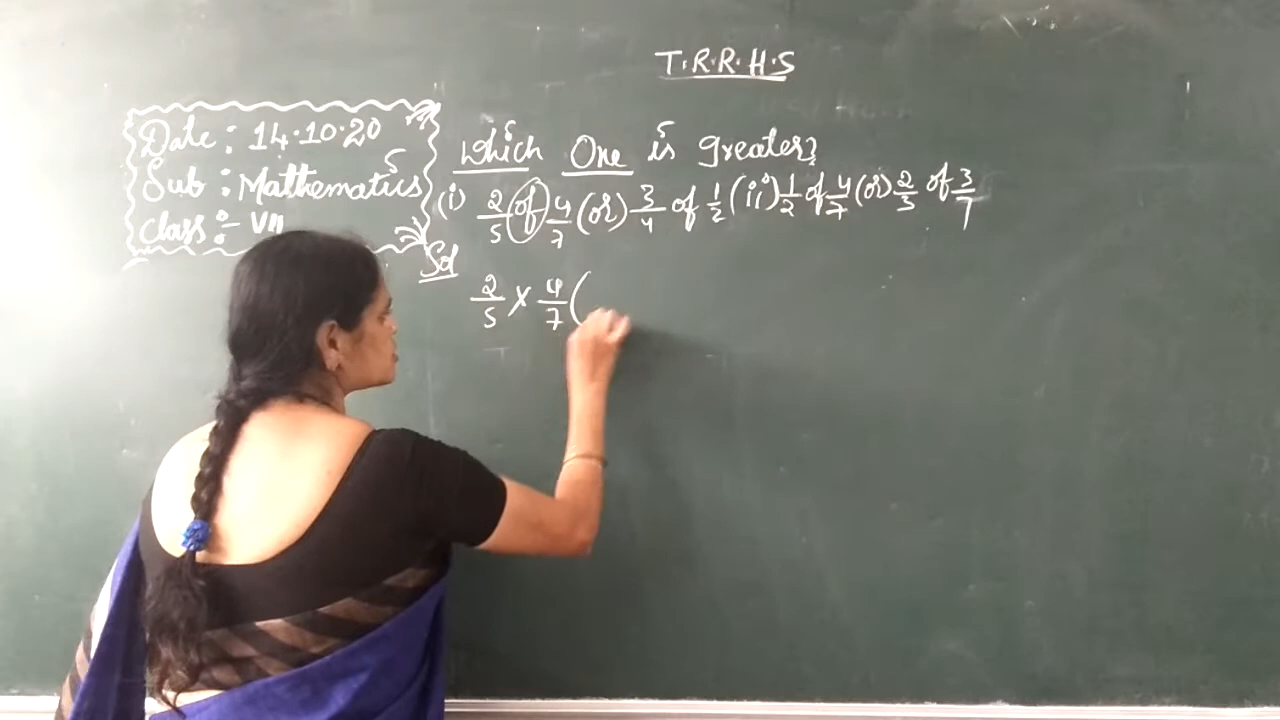 T.R.R.H.S
Date : 14.10.20
Sub : Mathematics
Class :- VII
Which One is greater?
(i) 2/5 of 4/7 (or) 3/4 of 1/2 (ii) 1/2 of 4/7 (or) 2/3 of 3/7
Sol
2/5 × 4/7 (